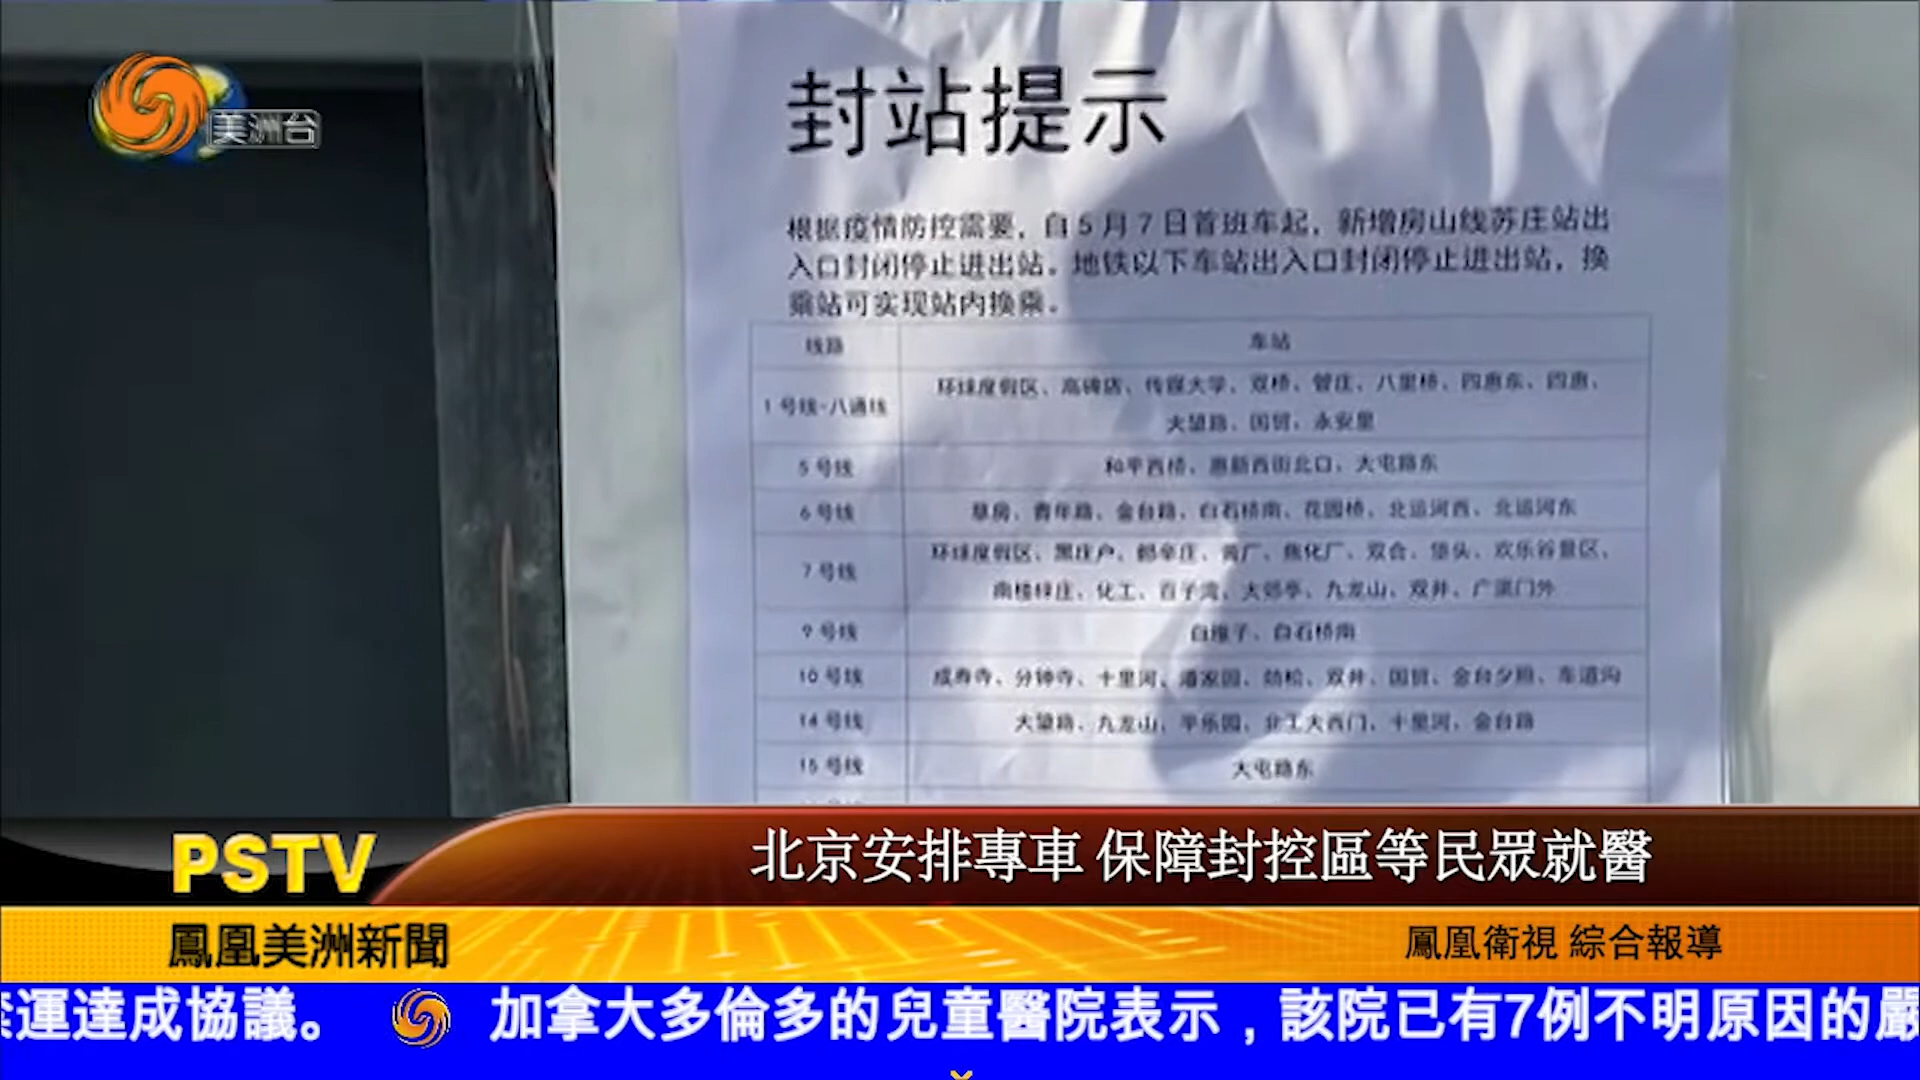 美洲台
封站提示
根据疫情防控需要，自5月7日首班车起，新增房山线苏庄站出
入口封闭停止进出站。地铁以下车站出入口封闭停止进出站，换
乘站可实现站内换乘。
线路 车站
1号线-八通线 环球度假区、高碑店、传媒大学、双桥、管庄、八里桥、四惠东、四惠、
大望路、国贸、永安里
5号线 和平西桥、惠新西街北口、大屯路东
6号线 草房、青年路、金台路、白石桥南、花园桥、北运河西、北运河东
7号线 环球度假区、黑庄户、郎辛庄、黄厂、焦化厂、双合、垡头、欢乐谷景区、
南楼梓庄、化工、百子湾、大郊亭、九龙山、双井、广渠门外
9号线 白堆子、白石桥南
10号线 成寿寺、分钟寺、十里河、潘家园、劲松、双井、国贸、金台夕照、车道沟
14号线 大望路、九龙山、平乐园、北工大西门、十里河、金台路
15号线 大屯路东
PSTV
北京安排專車 保障封控區等民眾就醫
鳳凰美洲新聞
鳳凰衛視 綜合報導
運達成協議。 加拿大多倫多的兒童醫院表示，該院已有7例不明原因的嚴